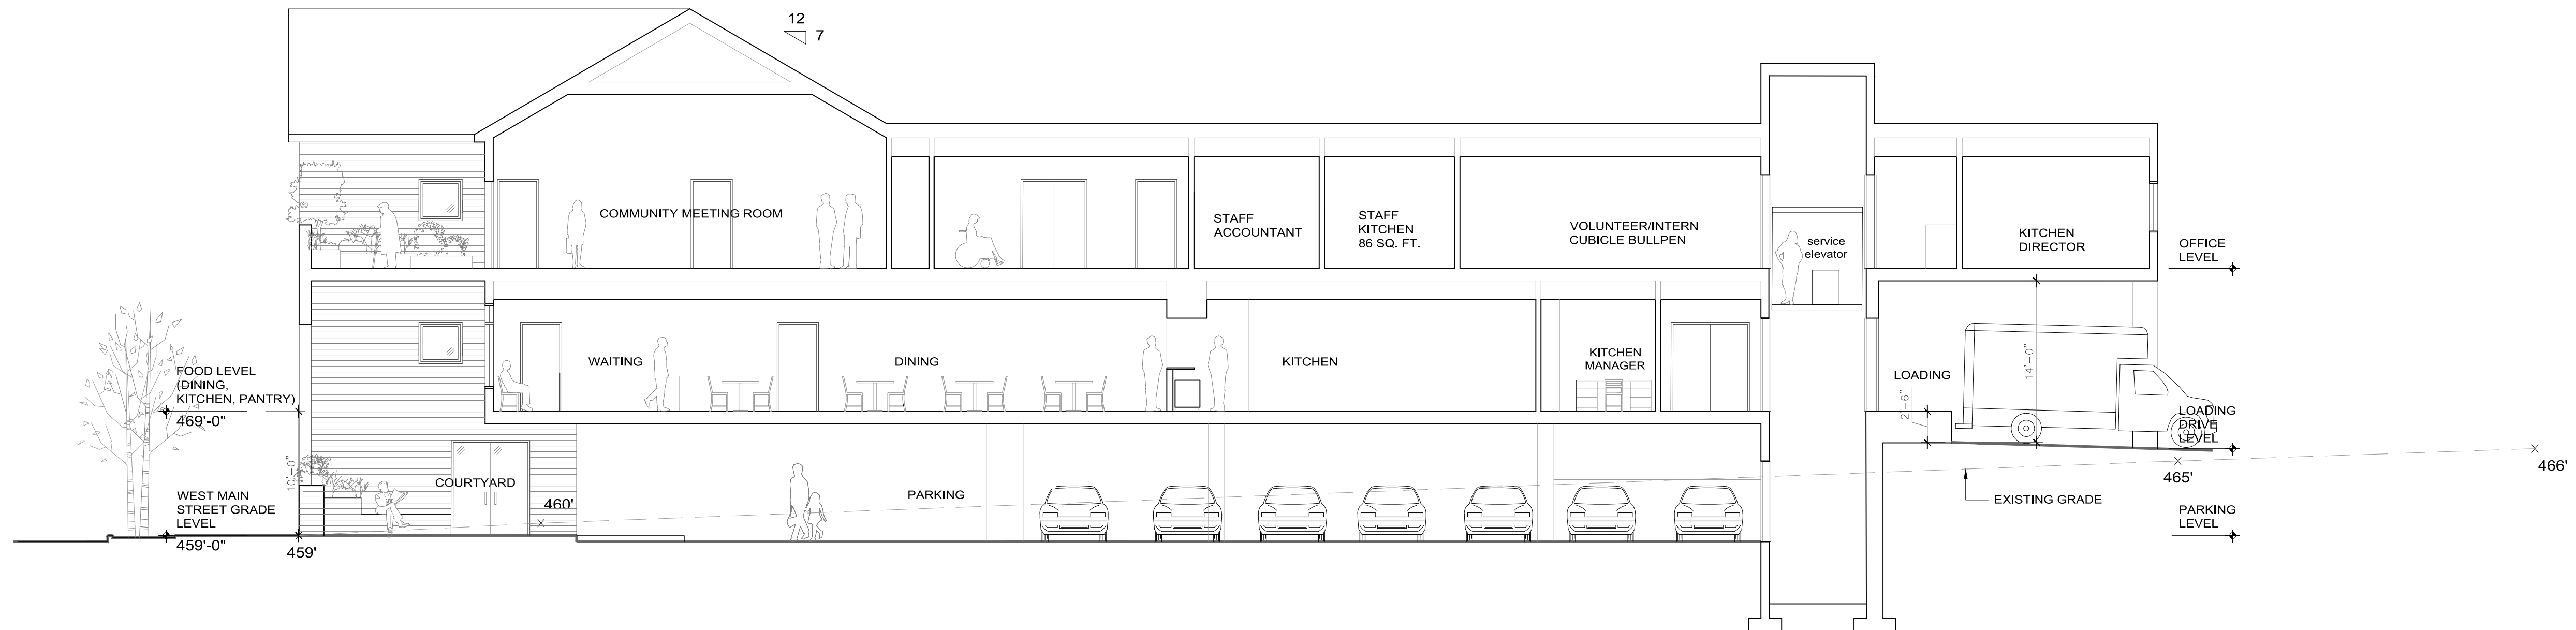 12
7
COMMUNITY MEETING ROOM
STAFF
ACCOUNTANT
STAFF
KITCHEN
86 SQ. FT.
VOLUNTEER/INTERN
CUBICLE BULLPEN
service
elevator
KITCHEN
DIRECTOR
OFFICE
LEVEL
FOOD LEVEL
(DINING,
KITCHEN, PANTRY)
469'-0"
WAITING
DINING
KITCHEN
KITCHEN
MANAGER
LOADING
2'-6"
14'-0"
LOADING
DRIVE
LEVEL
10'-0"
WEST MAIN
STREET GRADE
LEVEL
459'-0"
459'
COURTYARD
460'
PARKING
EXISTING GRADE
465'
466'
PARKING
LEVEL